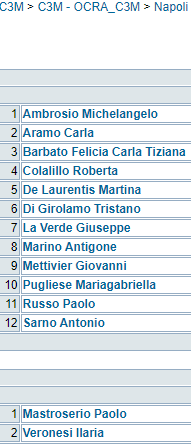 C3M > C3M - OCRA_C3M > Napoli
1 Ambrosio Michelangelo
2 Aramo Carla
3 Barbato Felicia Carla Tiziana
4 Colalillo Roberta
5 De Laurentis Martina
6 Di Girolamo Tristano
7 La Verde Giuseppe
8 Marino Antigone
9 Mettivier Giovanni
10 Pugliese Mariagabriella
11 Russo Paolo
12 Sarno Antonio
1 Mastroserio Paolo
2 Veronesi Ilaria